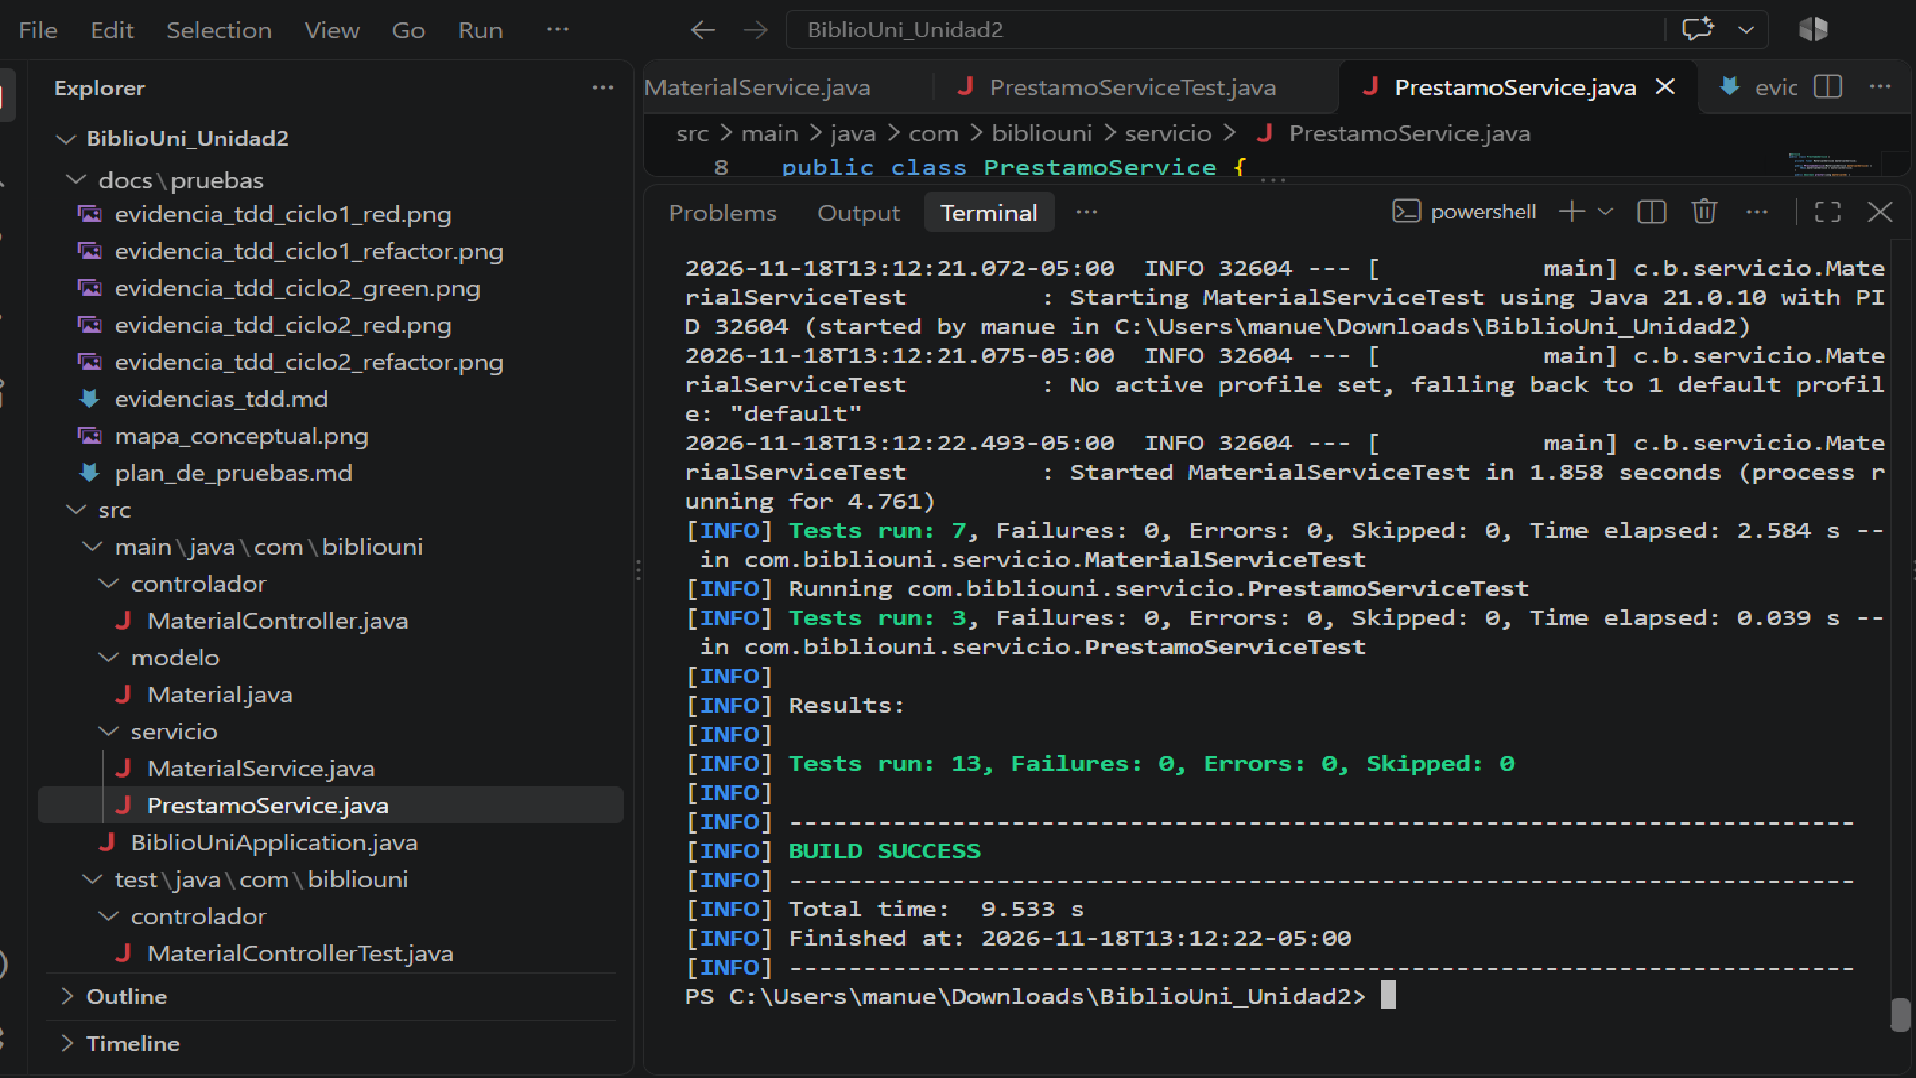 File Edit Selection View Go Run ···
BiblioUni_Unidad2
Explorer
BiblioUni_Unidad2
docs\pruebas
evidencia_tdd_ciclo1_red.png
evidencia_tdd_ciclo1_refactor.png
evidencia_tdd_ciclo2_green.png
evidencia_tdd_ciclo2_red.png
evidencia_tdd_ciclo2_refactor.png
evidencias_tdd.md
mapa_conceptual.png
plan_de_pruebas.md
src
main\java\com\bibliouni
controlador
MaterialController.java
modelo
Material.java
servicio
MaterialService.java
PrestamoService.java
BiblioUniApplication.java
test\java\com\bibliouni
controlador
MaterialControllerTest.java
Outline
Timeline
MaterialService.java PrestamoServiceTest.java PrestamoService.java evic
src > main > java > com > bibliouni > servicio > PrestamoService.java
8 public class PrestamoService {
Problems Output Terminal ··· powershell
2026-11-18T13:12:21.072-05:00  INFO 32604 --- [           main] c.b.servicio.Mate
rialServiceTest         : Starting MaterialServiceTest using Java 21.0.10 with PI
D 32604 (started by manue in C:\Users\manue\Downloads\BiblioUni_Unidad2)
2026-11-18T13:12:21.075-05:00  INFO 32604 --- [           main] c.b.servicio.Mate
rialServiceTest         : No active profile set, falling back to 1 default profil
e: "default"
2026-11-18T13:12:22.493-05:00  INFO 32604 --- [           main] c.b.servicio.Mate
rialServiceTest         : Started MaterialServiceTest in 1.858 seconds (process r
unning for 4.761)
[INFO] Tests run: 7, Failures: 0, Errors: 0, Skipped: 0, Time elapsed: 2.584 s --
in com.bibliouni.servicio.MaterialServiceTest
[INFO] Running com.bibliouni.servicio.PrestamoServiceTest
[INFO] Tests run: 3, Failures: 0, Errors: 0, Skipped: 0, Time elapsed: 0.039 s --
in com.bibliouni.servicio.PrestamoServiceTest
[INFO]
[INFO] Results:
[INFO]
[INFO] Tests run: 13, Failures: 0, Errors: 0, Skipped: 0
[INFO]
[INFO] ------------------------------------------------------------------------
[INFO] BUILD SUCCESS
[INFO] ------------------------------------------------------------------------
[INFO] Total time:  9.533 s
[INFO] Finished at: 2026-11-18T13:12:22-05:00
[INFO] ------------------------------------------------------------------------
PS C:\Users\manue\Downloads\BiblioUni_Unidad2>